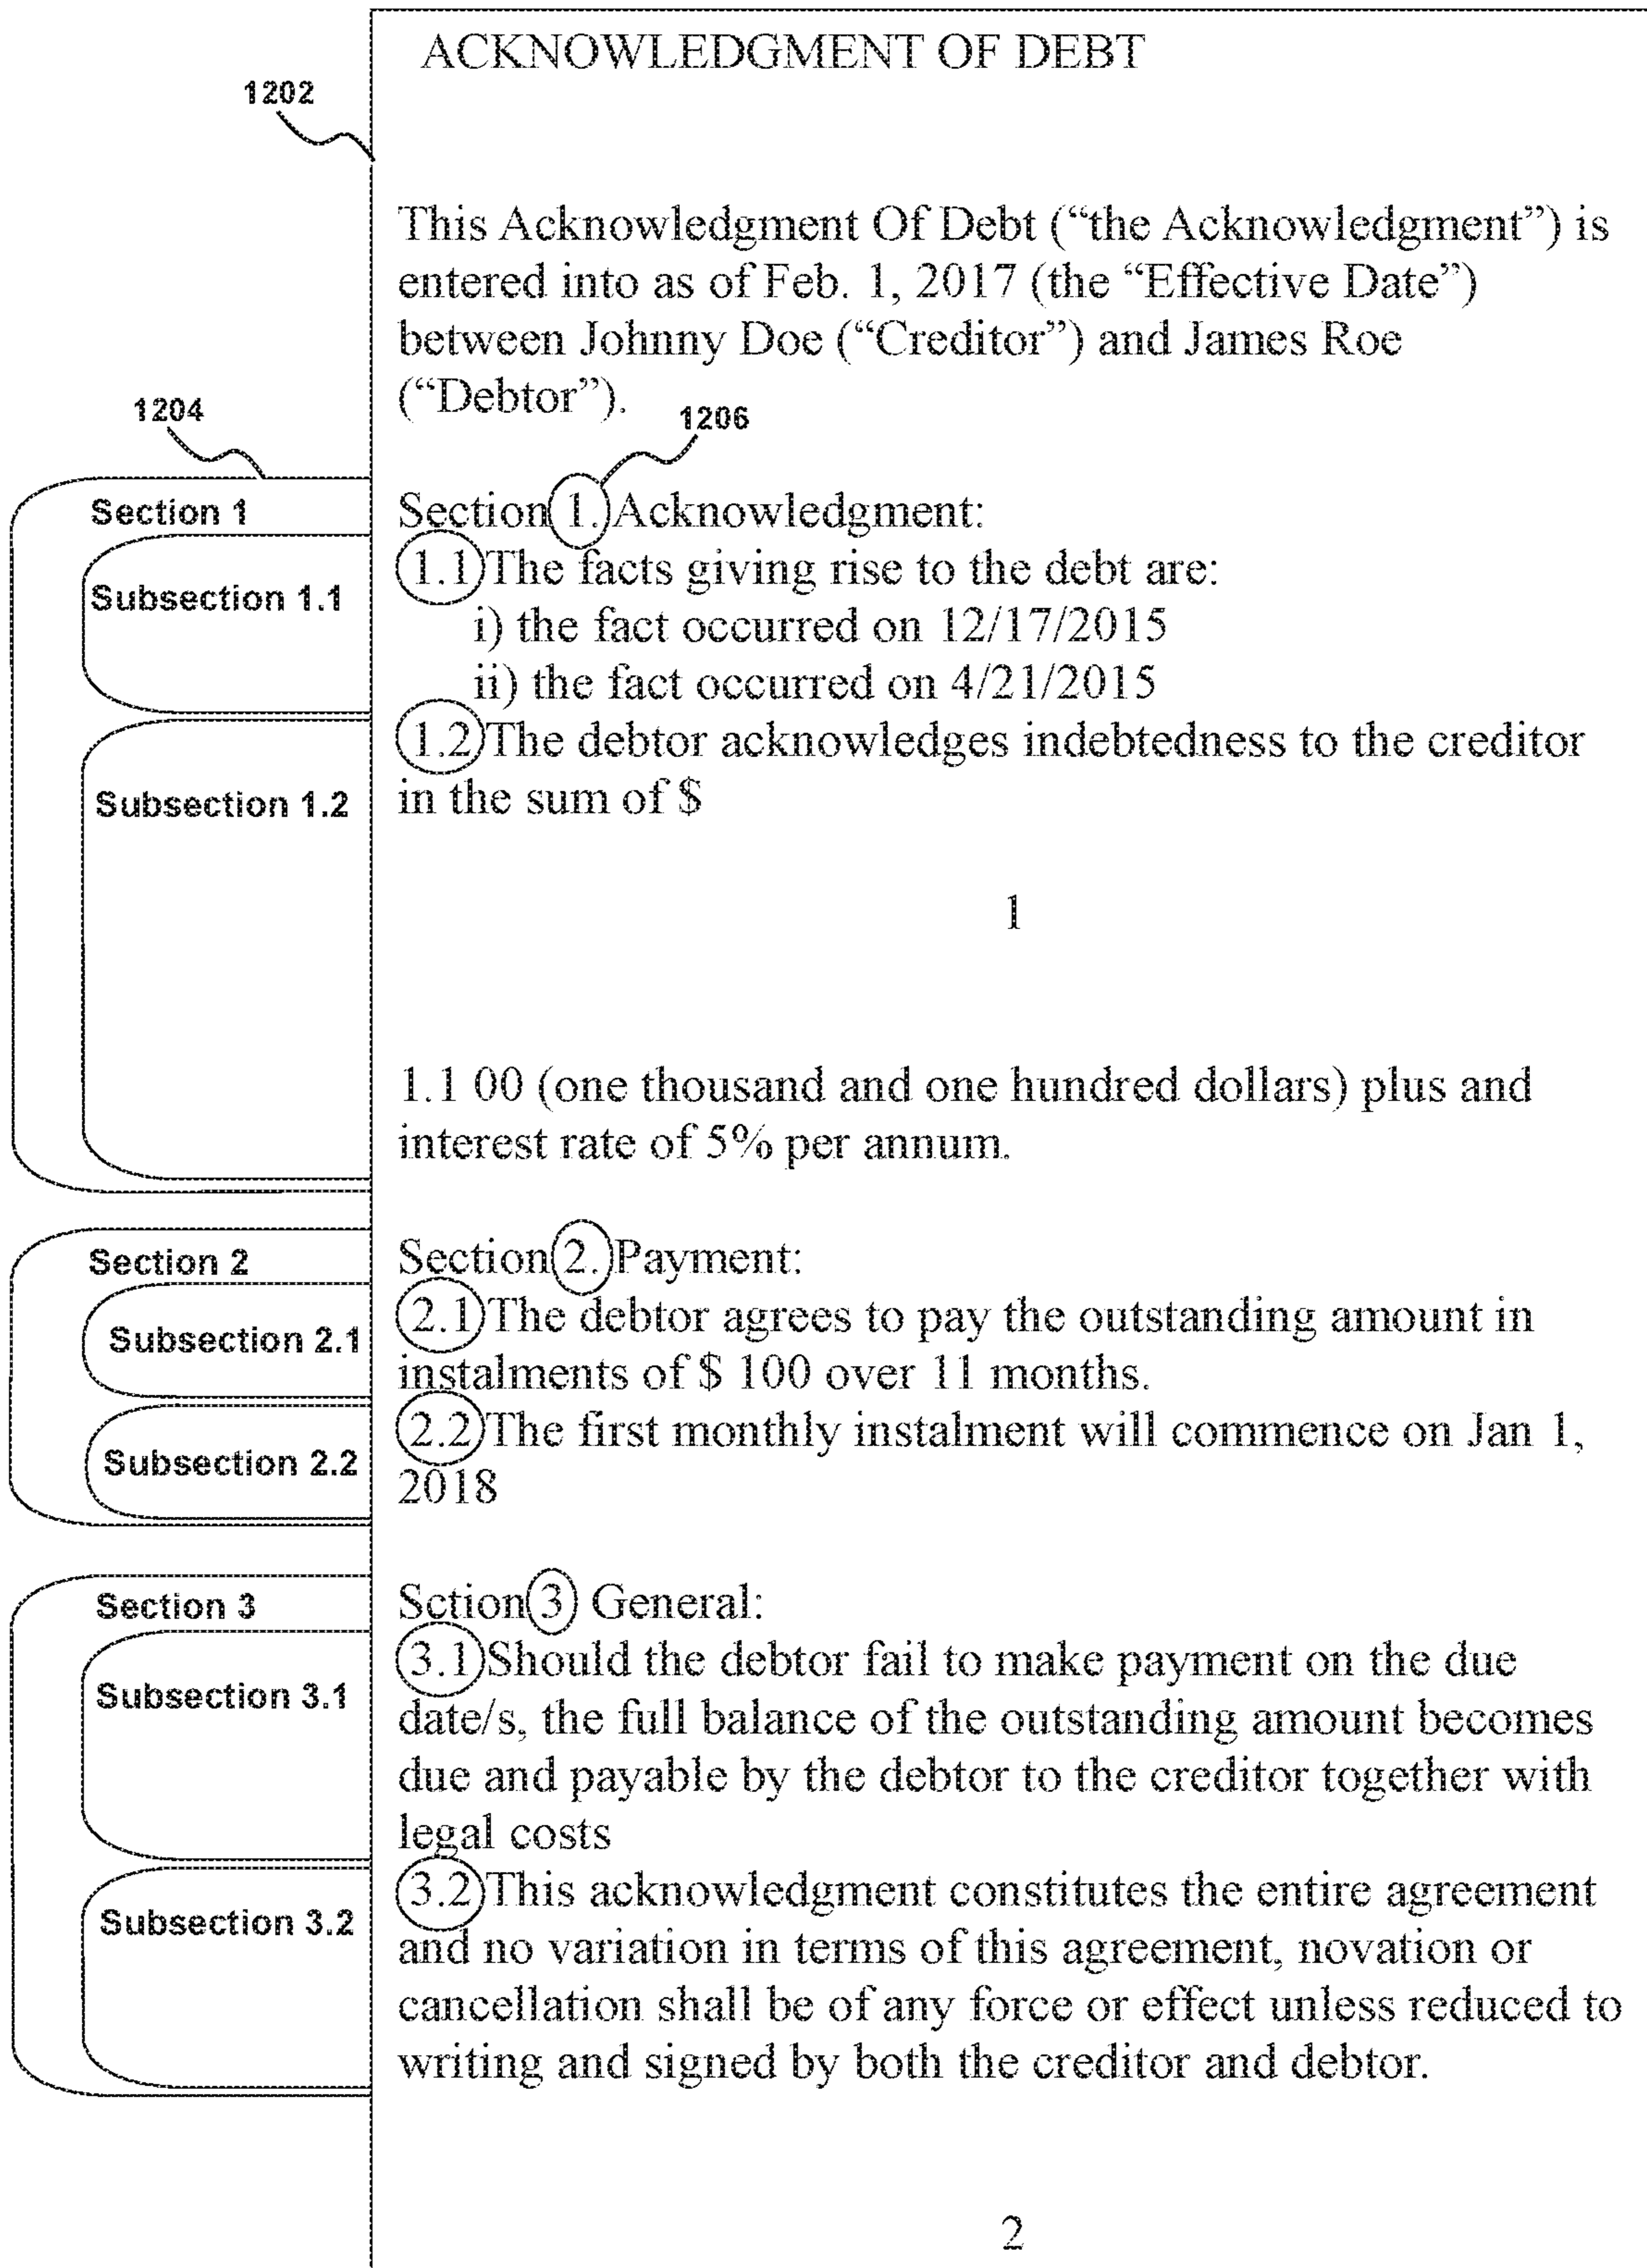 ACKNOWLEDGMENT OF DEBT
1202
This Acknowledgment Of Debt (“the Acknowledgment”) is
entered into as of Feb. 1, 2017 (the “Effective Date”)
between Johnny Doe (“Creditor”) and James Roe
(“Debtor”).
1204
1206
Section 1
Section 1. Acknowledgment:
1.1 The facts giving rise to the debt are:
Subsection 1.1
i) the fact occurred on 12/17/2015
ii) the fact occurred on 4/21/2015
1.2 The debtor acknowledges indebtedness to the creditor
Subsection 1.2
in the sum of $
1
1.1 00 (one thousand and one hundred dollars) plus and
interest rate of 5% per annum.
Section 2
Section 2. Payment:
2.1 The debtor agrees to pay the outstanding amount in
Subsection 2.1
instalments of $ 100 over 11 months.
2.2 The first monthly instalment will commence on Jan 1,
Subsection 2.2
2018
Section 3
Sction 3 General:
3.1 Should the debtor fail to make payment on the due
Subsection 3.1
date/s, the full balance of the outstanding amount becomes
due and payable by the debtor to the creditor together with
legal costs
3.2 This acknowledgment constitutes the entire agreement
Subsection 3.2
and no variation in terms of this agreement, novation or
cancellation shall be of any force or effect unless reduced to
writing and signed by both the creditor and debtor.
2